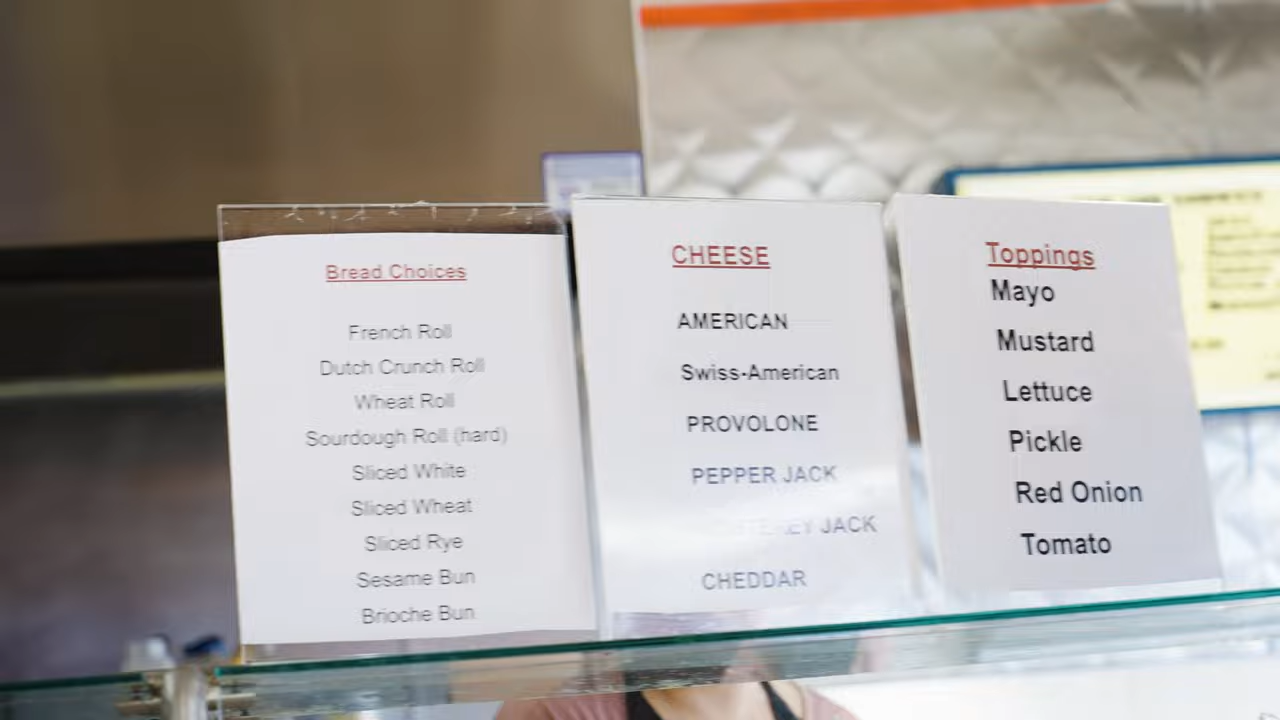 Bread Choices
French Roll
Dutch Crunch Roll
Wheat Roll
Sourdough Roll (hard)
Sliced White
Sliced Wheat
Sliced Rye
Sesame Bun
Brioche Bun
CHEESE
AMERICAN
Swiss-American
PROVOLONE
PEPPER JACK
JACK
CHEDDAR
Toppings
Mayo
Mustard
Lettuce
Pickle
Red Onion
Tomato